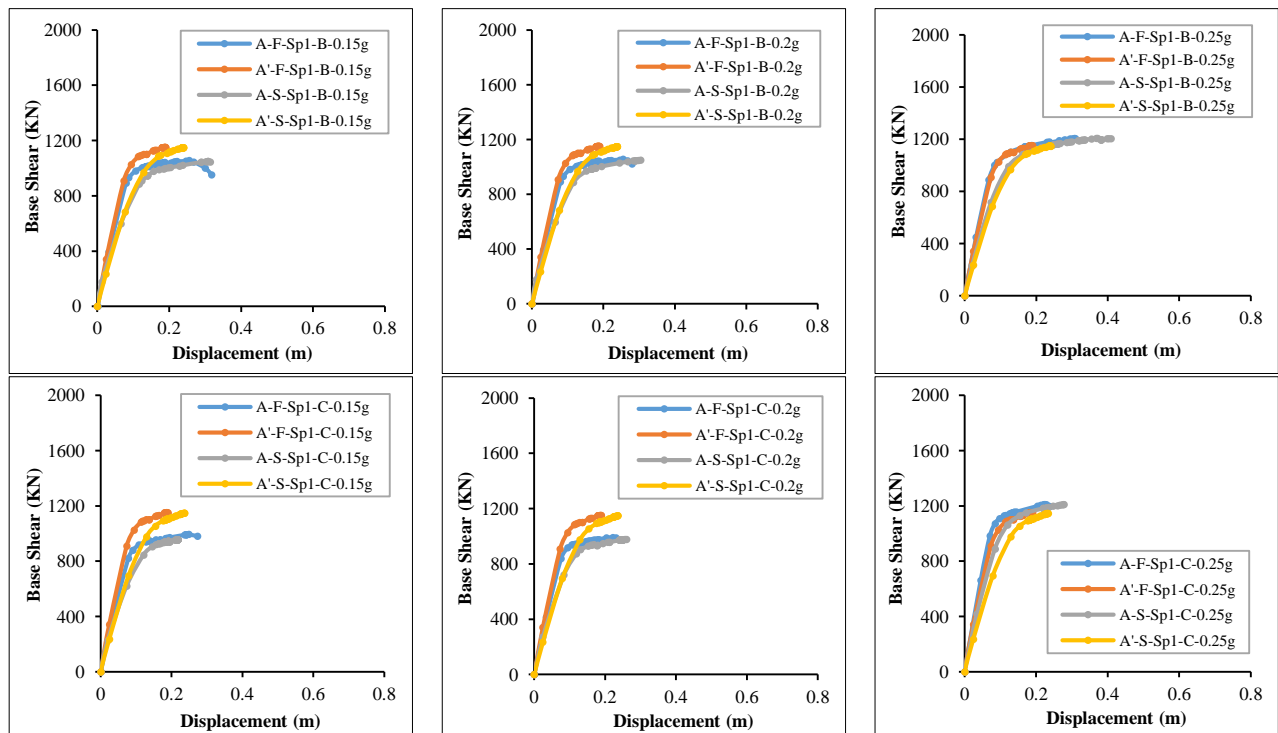 2000
1600
1200
800
400
0
Base Shear (KN)
0 0.2 0.4 0.6 0.8
Displacement (m)
A-F-Sp1-B-0.15g
A'-F-Sp1-B-0.15g
A-S-Sp1-B-0.15g
A'-S-Sp1-B-0.15g
2000
1600
1200
800
400
0
Base Shear (KN)
0 0.2 0.4 0.6 0.8
Displacement (m)
A-F-Sp1-B-0.2g
A'-F-Sp1-B-0.2g
A-S-Sp1-B-0.2g
A'-S-Sp1-B-0.2g
2000
1600
1200
800
400
0
Base Shear (KN)
0 0.2 0.4 0.6 0.8
Displacement (m)
A-F-Sp1-B-0.25g
A'-F-Sp1-B-0.25g
A-S-Sp1-B-0.25g
A'-S-Sp1-B-0.25g
2000
1600
1200
800
400
0
Base Shear (KN)
0 0.2 0.4 0.6 0.8
Displacement (m)
A-F-Sp1-C-0.15g
A'-F-Sp1-C-0.15g
A-S-Sp1-C-0.15g
A'-S-Sp1-C-0.15g
2000
1600
1200
800
400
0
Base Shear (KN)
0 0.2 0.4 0.6 0.8
Displacement (m)
A-F-Sp1-C-0.2g
A'-F-Sp1-C-0.2g
A-S-Sp1-C-0.2g
A'-S-Sp1-C-0.2g
2000
1600
1200
800
400
0
Base Shear (KN)
0 0.2 0.4 0.6 0.8
Displacement (m)
A-F-Sp1-C-0.25g
A'-F-Sp1-C-0.25g
A-S-Sp1-C-0.25g
A'-S-Sp1-C-0.25g